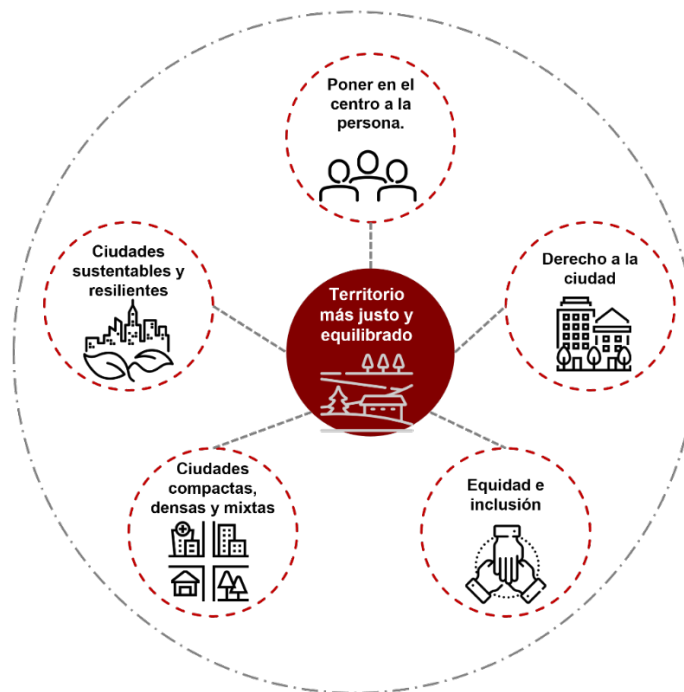 Poner en el
centro a la
persona.
Ciudades
sustentables y
resilientes
Derecho a la
ciudad
Territorio
más justo y
equilibrado
Ciudades
compactas,
densas y mixtas
Equidad e
inclusión